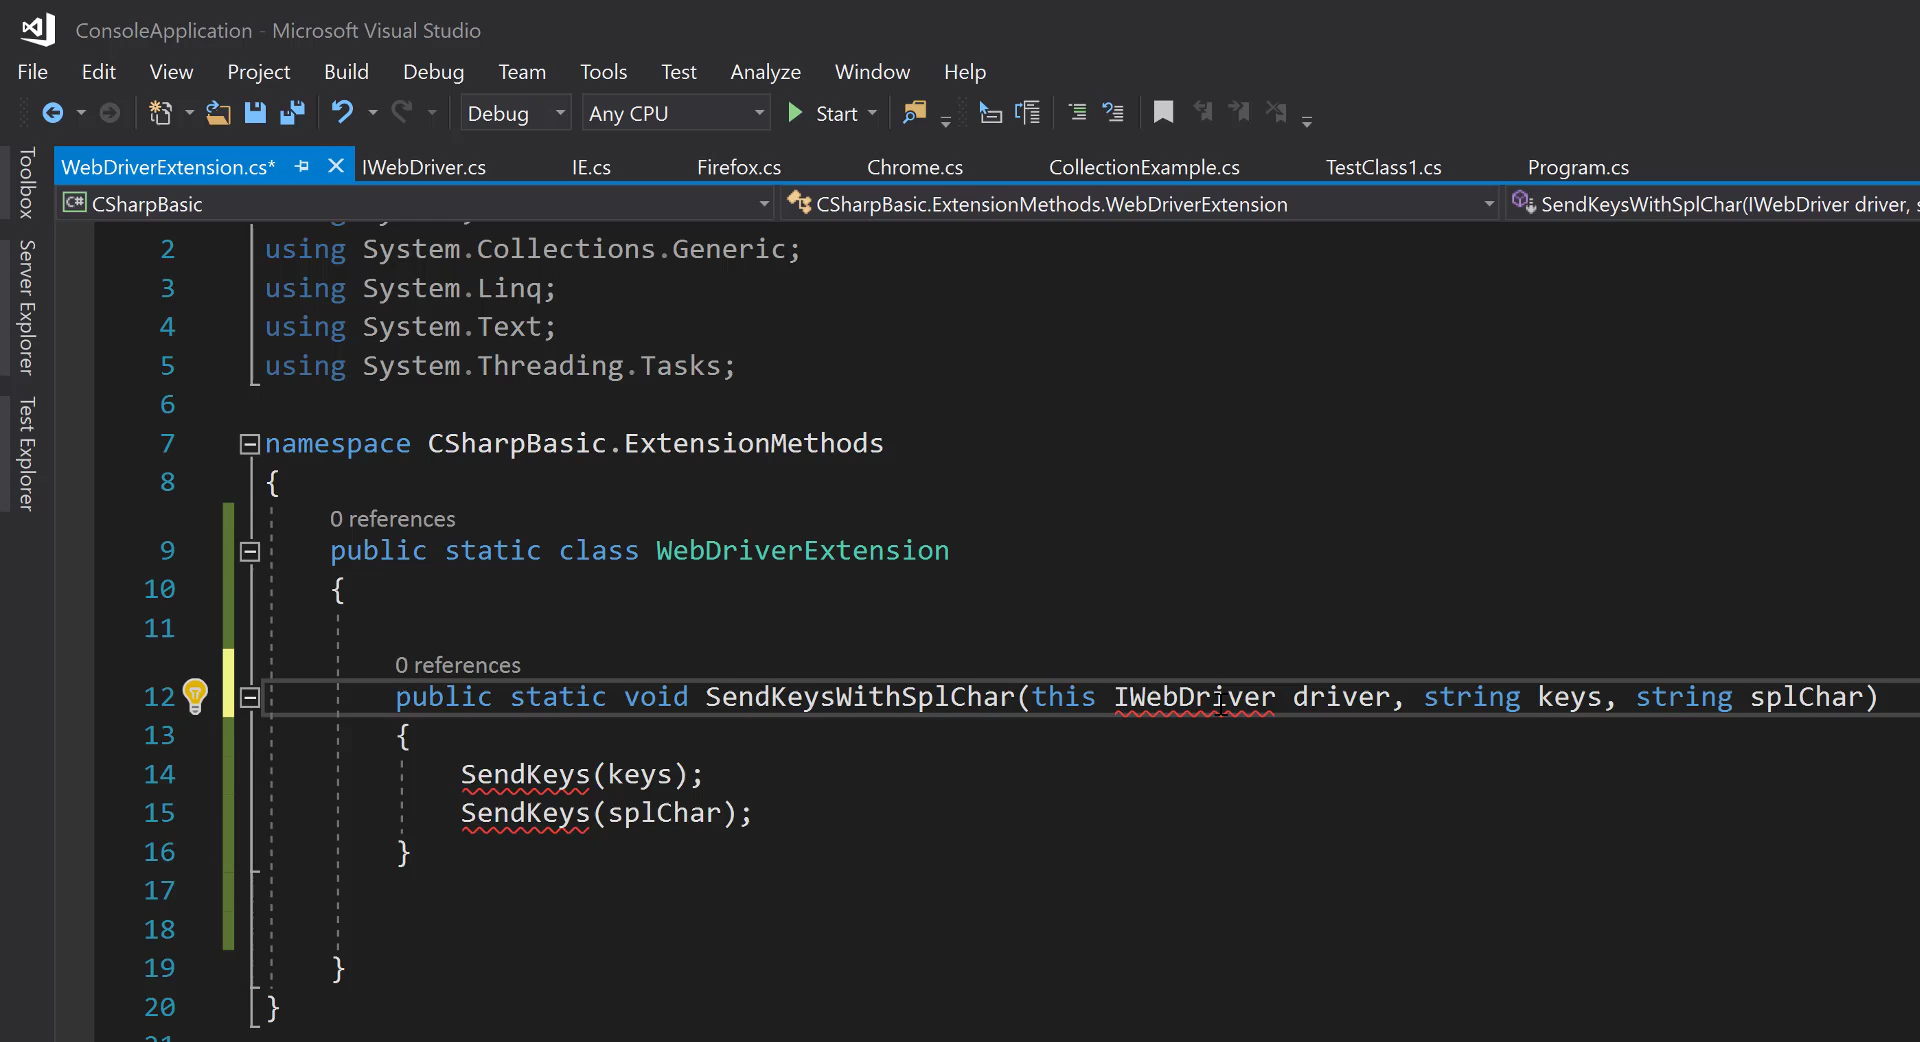 ConsoleApplication - Microsoft Visual Studio
File Edit View Project Build Debug Team Tools Test Analyze Window Help
Debug Any CPU Start
WebDriverExtension.cs* IWebDriver.cs IE.cs Firefox.cs Chrome.cs CollectionExample.cs TestClass1.cs Program.cs
C# CSharpBasic CSharpBasic.ExtensionMethods.WebDriverExtension SendKeysWithSplChar(IWebDriver driver, s
Toolbox
Server Explorer
Test Explorer
2 using System.Collections.Generic;
3 using System.Linq;
4 using System.Text;
5 using System.Threading.Tasks;
6
7 namespace CSharpBasic.ExtensionMethods
8 {
0 references
9 public static class WebDriverExtension
10 {
11
0 references
12 public static void SendKeysWithSplChar(this IWebDriver driver, string keys, string splChar)
13 {
14 SendKeys(keys);
15 SendKeys(splChar);
16 }
17
18
19 }
20 }